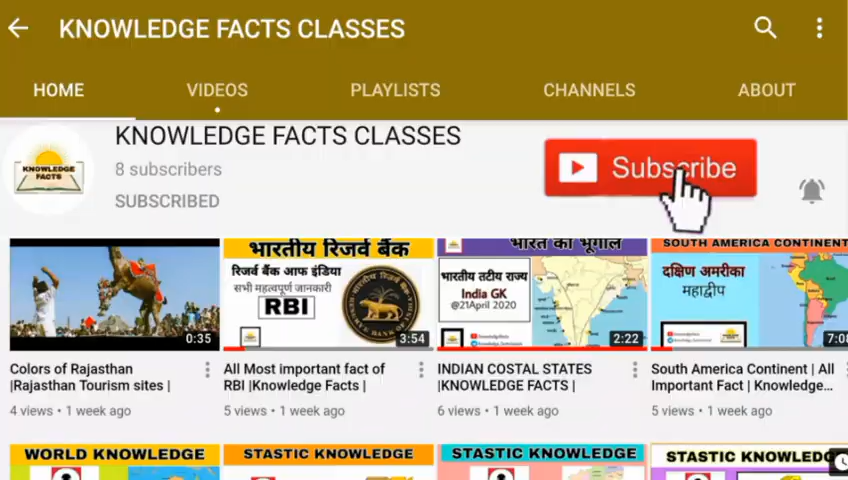 KNOWLEDGE FACTS CLASSES
HOME VIDEOS PLAYLISTS CHANNELS ABOUT
KNOWLEDGE FACTS CLASSES
8 subscribers
SUBSCRIBED
KNOWLEDGE
FACTS
Subscribe
0:35
भारतीय रिजर्व बैंक
रिजर्व बैंक आफ इंडिया
सभी महत्वपूर्ण जानकारी
RBI
3:54
भारत का भूगोल
भारतीय तटीय राज्य
India GK
@21April 2020
2:22
SOUTH AMERICA CONTINENT
दक्षिण अमरीका
महाद्वीप
7:08
Colors of Rajasthan
|Rajasthan Tourism sites |
4 views • 1 week ago
All Most important fact of
RBI |Knowledge Facts |
5 views • 1 week ago
INDIAN COSTAL STATES
|KNOWLEDGE FACTS |
6 views • 1 week ago
South America Continent | All
Important Fact | Knowledge...
5 views • 1 week ago
WORLD KNOWLEDGE
STASTIC KNOWLEDGE
STASTIC KNOWLEDGE
STASTIC KNOWLEDG